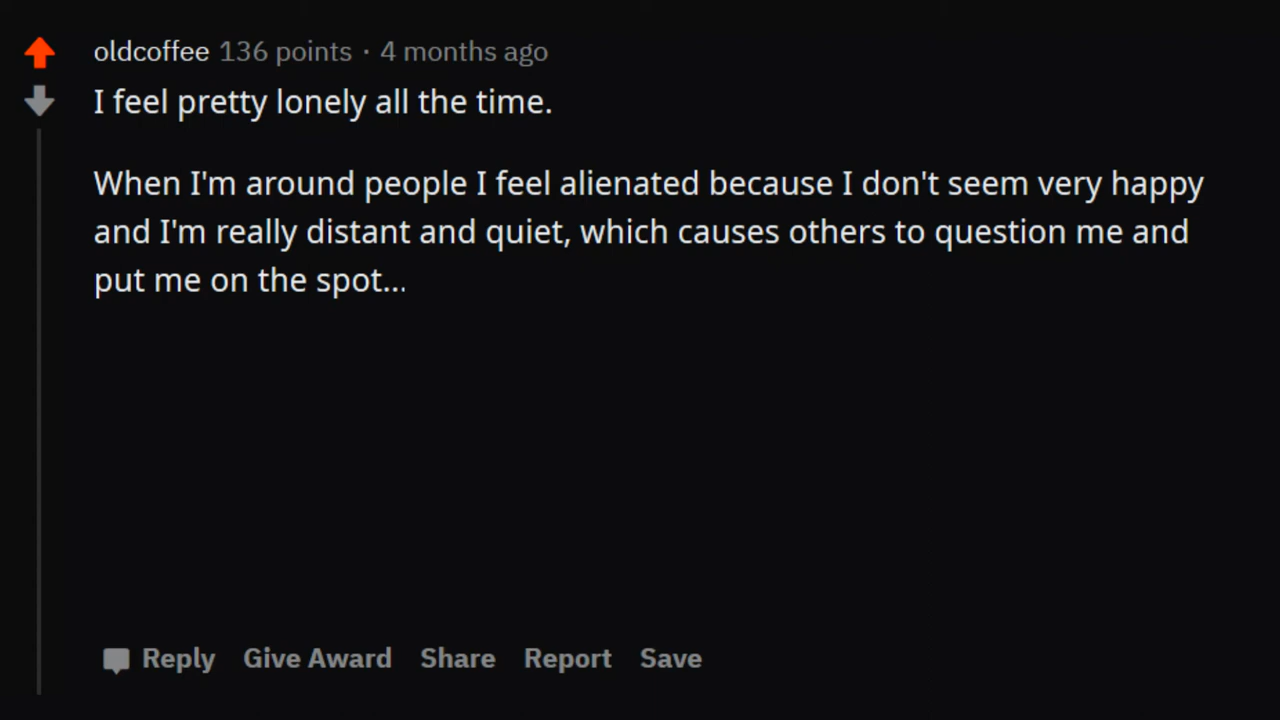 oldcoffee 136 points · 4 months ago
I feel pretty lonely all the time.
When I'm around people I feel alienated because I don't seem very happy
and I'm really distant and quiet, which causes others to question me and
put me on the spot...
Reply Give Award Share Report Save